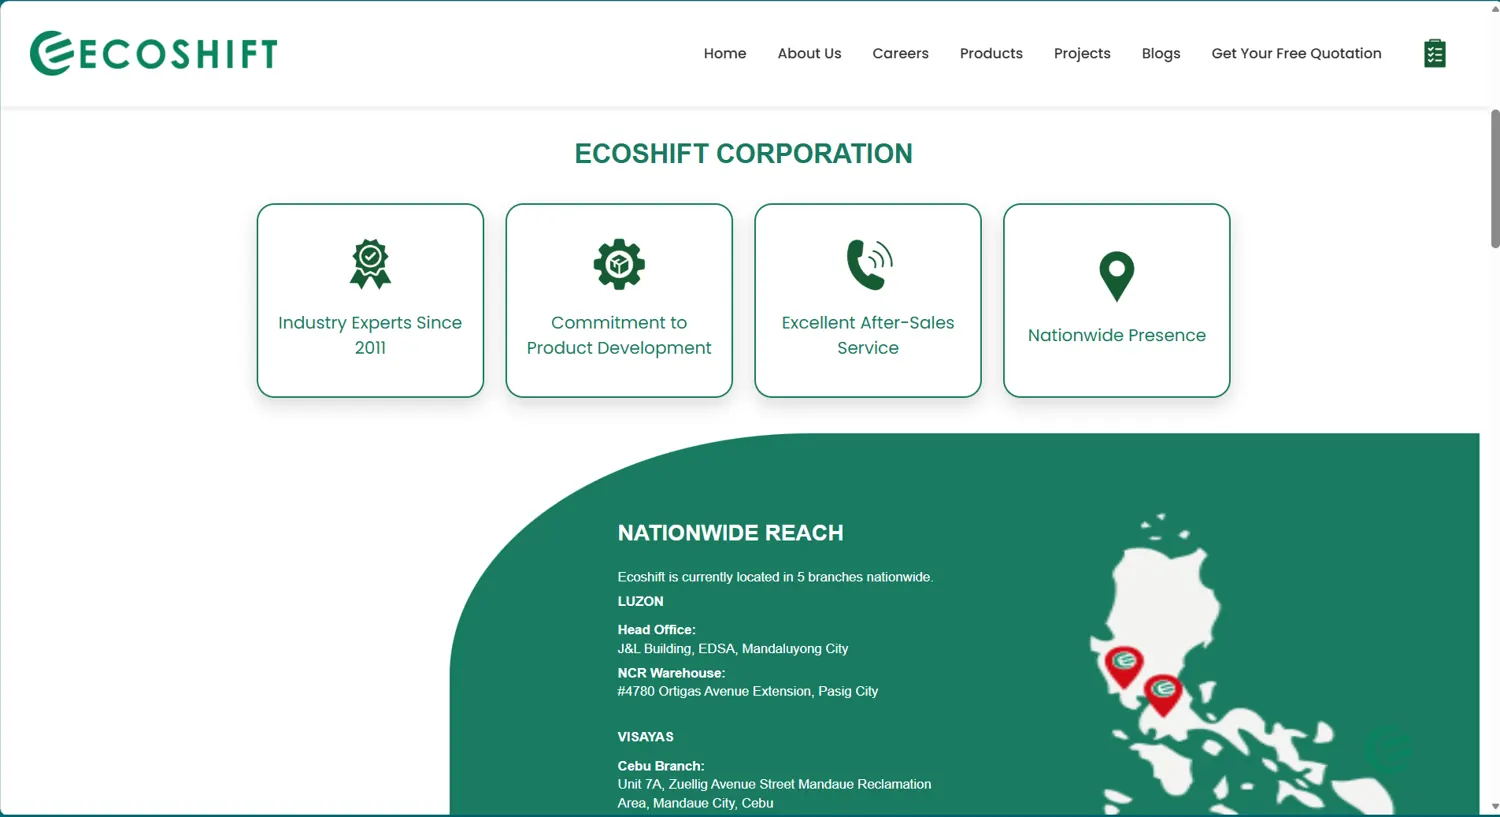 ECOSHIFT
Home
About Us
Careers
Products
Projects
Blogs
Get Your Free Quotation
ECOSHIFT CORPORATION
Industry Experts Since
2011
Commitment to
Product Development
Excellent After-Sales
Service
Nationwide Presence
NATIONWIDE REACH
Ecoshift is currently located in 5 branches nationwide.
LUZON
Head Office:
J&L Building, EDSA, Mandaluyong City
NCR Warehouse:
#4780 Ortigas Avenue Extension, Pasig City
VISAYAS
Cebu Branch:
Unit 7A, Zuellig Avenue Street Mandaue Reclamation
Area, Mandaue City, Cebu